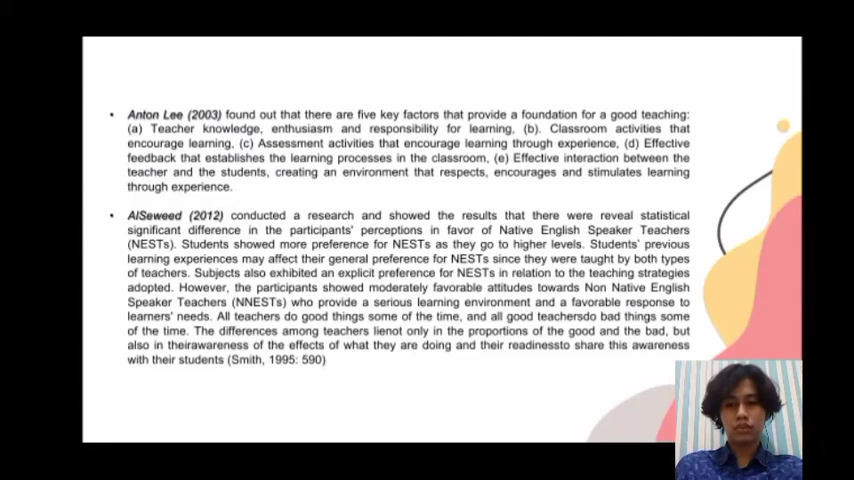 • Anton Lee (2003) found out that there are five key factors that provide a foundation for a good teaching:
(a) Teacher knowledge, enthusiasm and responsibility for learning, (b). Classroom activities that
encourage learning, (c) Assessment activities that encourage learning through experience, (d) Effective
feedback that establishes the learning processes in the classroom, (e) Effective interaction between the
teacher and the students, creating an environment that respects, encourages and stimulates learning
through experience.
• AlSeweed (2012) conducted a research and showed the results that there were reveal statistical
significant difference in the participants' perceptions in favor of Native English Speaker Teachers
(NESTs). Students showed more preference for NESTs as they go to higher levels. Students' previous
learning experiences may affect their general preference for NESTs since they were taught by both types
of teachers. Subjects also exhibited an explicit preference for NESTs in relation to the teaching strategies
adopted. However, the participants showed moderately favorable attitudes towards Non Native English
Speaker Teachers (NNESTs) who provide a serious learning environment and a favorable response to
learners' needs. All teachers do good things some of the time, and all good teachersdo bad things some
of the time. The differences among teachers lienot only in the proportions of the good and the bad, but
also in theirawareness of the effects of what they are doing and their readinessto share this awareness
with their students (Smith, 1995: 590)